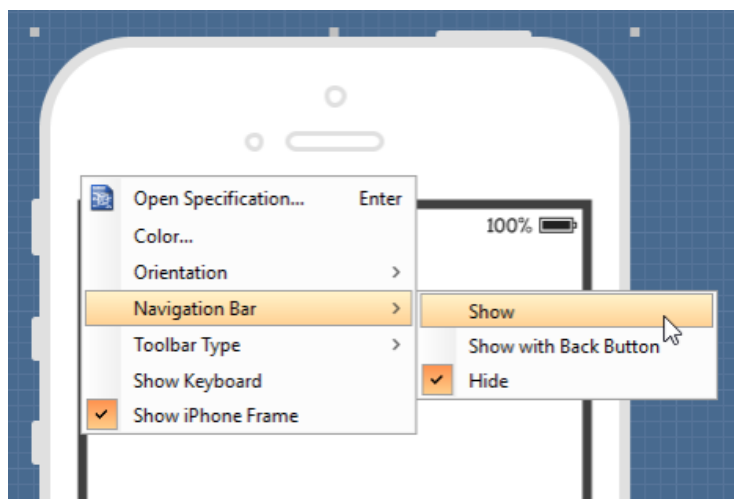 Open Specification... Enter
Color...
100%
Orientation
Navigation Bar
Show
Toolbar Type
Show with Back Button
Show Keyboard
Hide
Show iPhone Frame